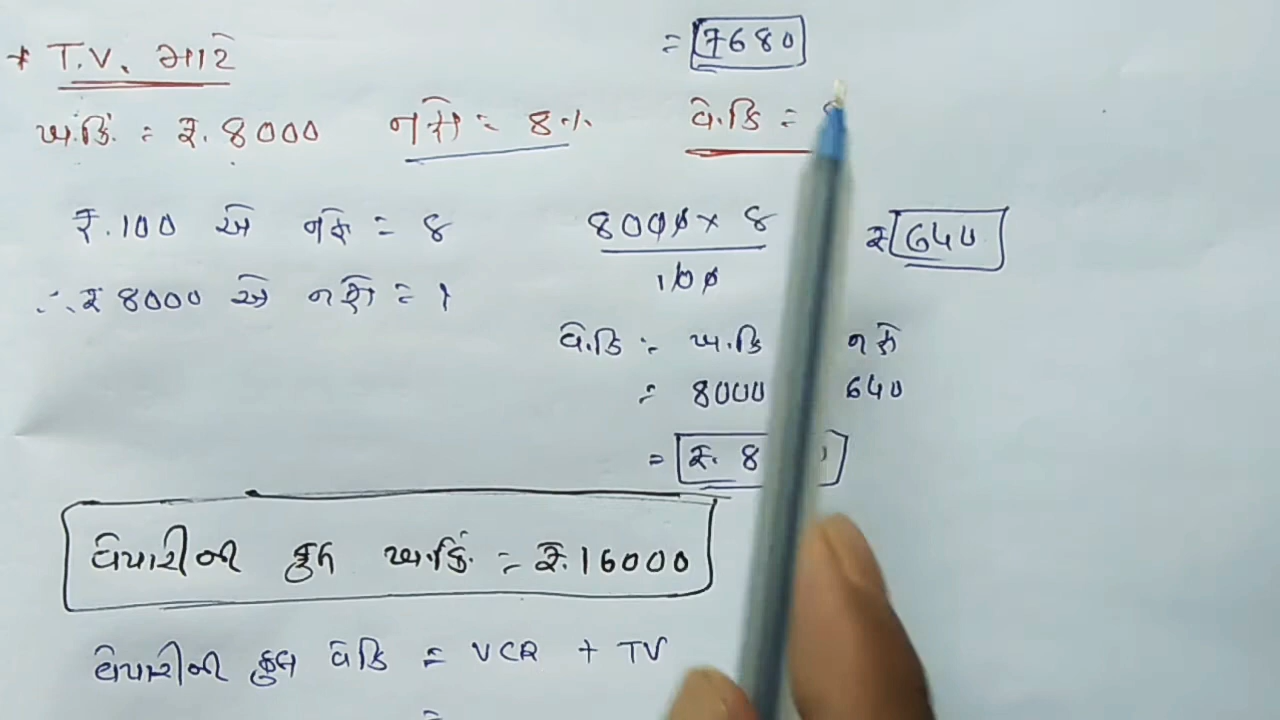 = 7680
* T.V. માટે
ખ.કિં. = ₹. 8000 નફો = 8% વે.કિ =
₹.100 એ નફો = 8 8000 x 8 / 100 ₹ 640
∴ ₹ 8000 એ નફો = ?
વે.કિ = ખ.કિ નફો
= 8000 640
= ₹. 8
વેપારીની કુલ ખ.કિં. = ₹.16000
વેપારીની કુલ વેકિ = VCR + TV
=